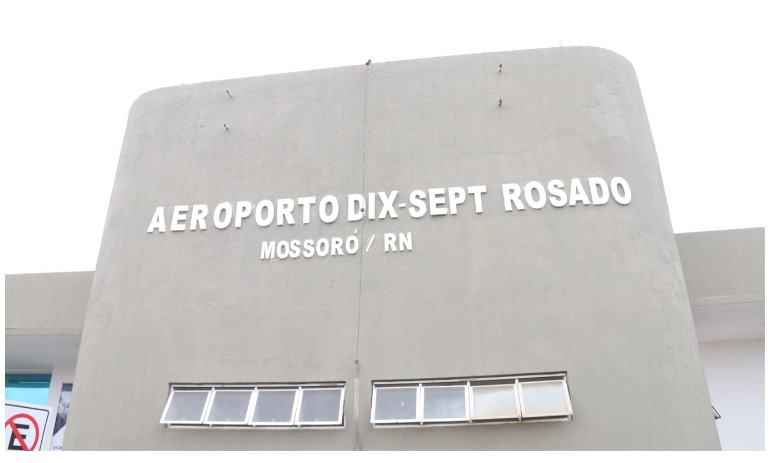 AEROPORTO DIX-SEPT ROSADO
MOSSORÓ / RN
E